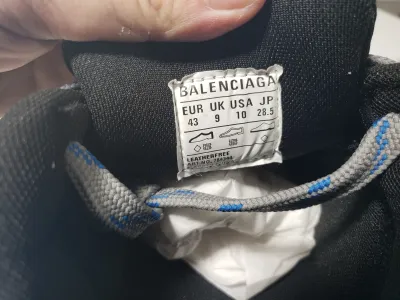 BALENCIAGA
EUR UK USA JP
43 9 10 28.5
LEATHERFREE